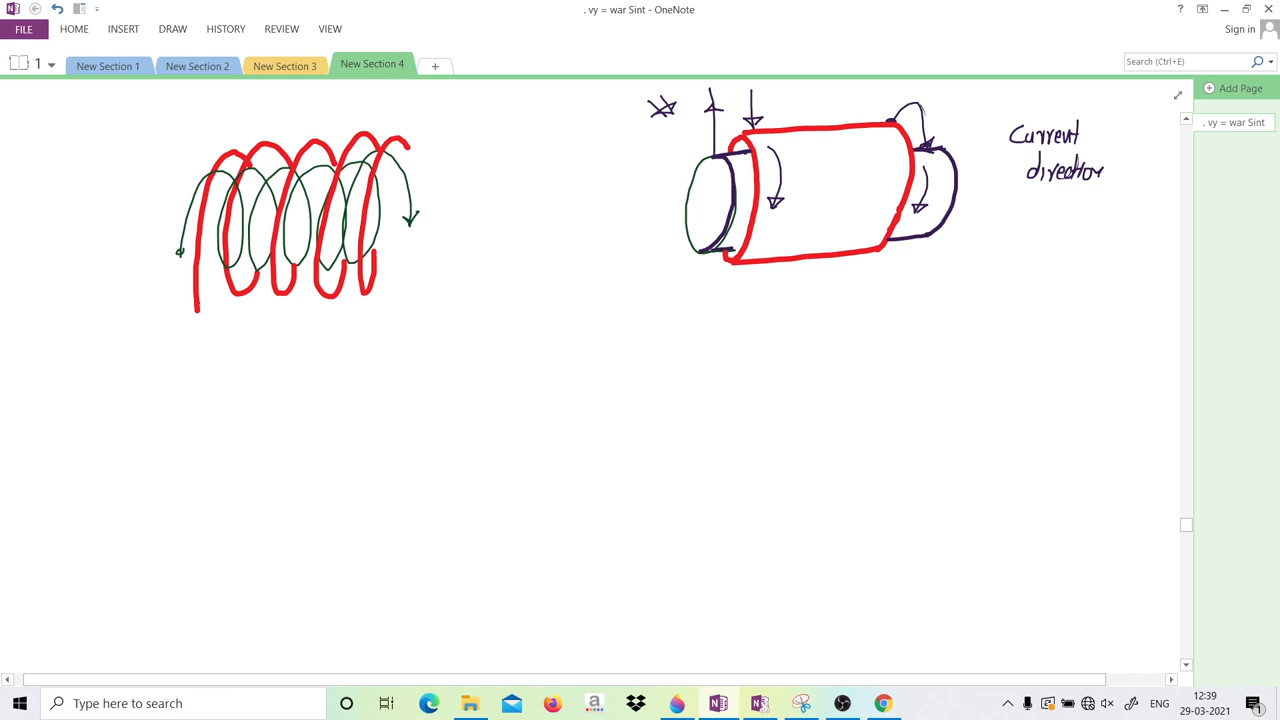 . vy = war Sint - OneNote
?
FILE
HOME
INSERT
DRAW
HISTORY
REVIEW
VIEW
Sign in
1
New Section 1
New Section 2
New Section 3
New Section 4
+
Search (Ctrl+E)
Add Page
. vy = war Sint
Current
direction
Type here to search
a
ENG
12:39
29-03-2021
1